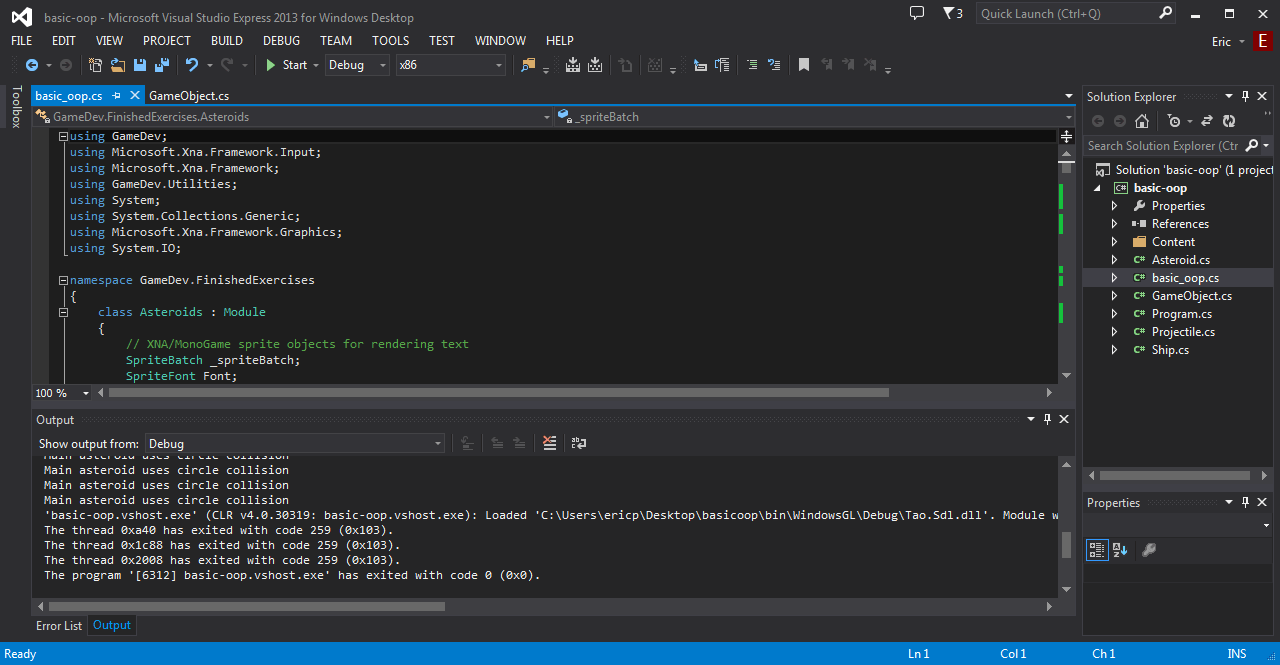 basic-oop - Microsoft Visual Studio Express 2013 for Windows Desktop
3
Quick Launch (Ctrl+Q)
FILE EDIT VIEW PROJECT BUILD DEBUG TEAM TOOLS TEST WINDOW HELP
Eric E
Start Debug x86
Toolbox
basic_oop.cs GameObject.cs
GameDev.FinishedExercises.Asteroids _spriteBatch
using GameDev;
using Microsoft.Xna.Framework.Input;
using Microsoft.Xna.Framework;
using GameDev.Utilities;
using System;
using System.Collections.Generic;
using Microsoft.Xna.Framework.Graphics;
using System.IO;
namespace GameDev.FinishedExercises
{
class Asteroids : Module
{
// XNA/MonoGame sprite objects for rendering text
SpriteBatch _spriteBatch;
SpriteFont Font;
100 %
Output
Show output from: Debug
Main asteroid uses circle collision
Main asteroid uses circle collision
Main asteroid uses circle collision
Main asteroid uses circle collision
'basic-oop.vshost.exe' (CLR v4.0.30319: basic-oop.vshost.exe): Loaded 'C:\Users\ericp\Desktop\basicoop\bin\WindowsGL\Debug\Tao.Sdl.dll'. Module w
The thread 0xa40 has exited with code 259 (0x103).
The thread 0x1c88 has exited with code 259 (0x103).
The thread 0x2008 has exited with code 259 (0x103).
The program '[6312] basic-oop.vshost.exe' has exited with code 0 (0x0).
Error List Output
Solution Explorer
Search Solution Explorer (Ctr
Solution 'basic-oop' (1 project
basic-oop
Properties
References
Content
Asteroid.cs
basic_oop.cs
GameObject.cs
Program.cs
Projectile.cs
Ship.cs
Properties
Ready Ln 1 Col 1 Ch 1 INS